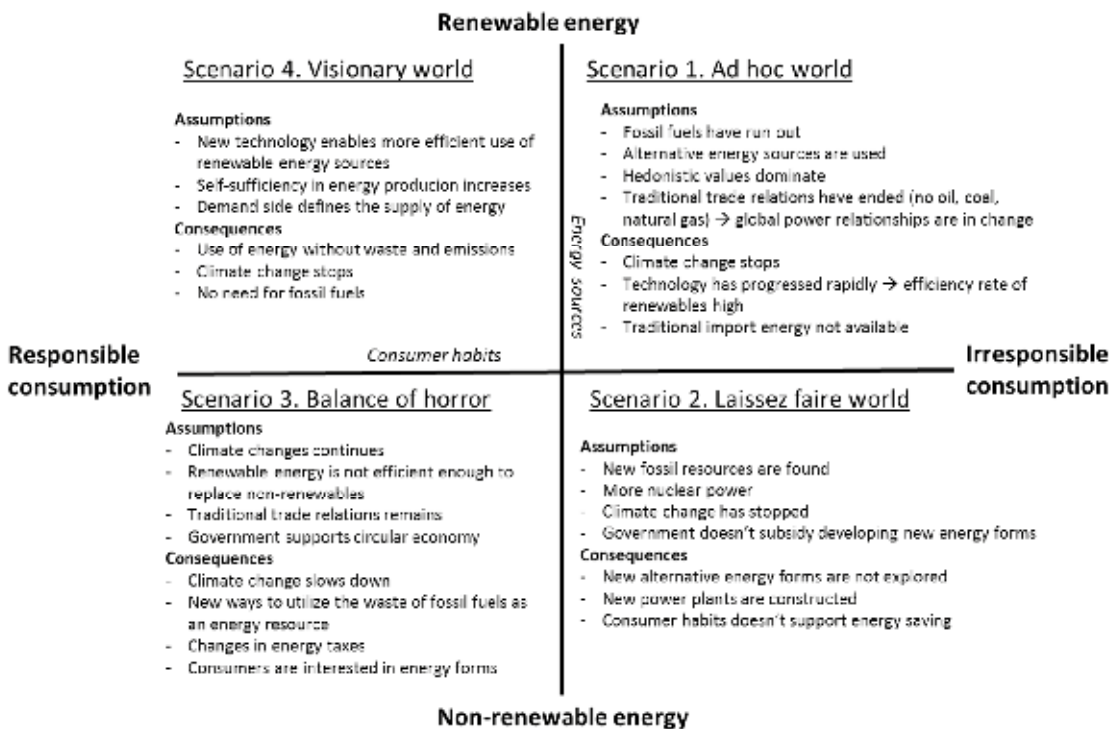 Renewable energy
Scenario 4. Visionary world
Assumptions
- New technology enables more efficient use of
renewable energy sources
- Self-sufficiency in energy producion increases
- Demand side defines the supply of energy
Consequences
- Use of energy without waste and emissions
- Climate change stops
- No need for fossil fuels
Scenario 1. Ad hoc world
Assumptions
- Fossil fuels have run out
- Alternative energy sources are used
- Hedonistic values dominate
- Traditional trade relations have ended (no oil, coal,
natural gas) → global power relationships are in change
Consequences
- Climate change stops
- Technology has progressed rapidly → efficiency rate of
renewables high
- Traditional import energy not available
Energy sources
Responsible
consumption
Consumer habits
Irresponsible
consumption
Scenario 3. Balance of horror
Assumptions
- Climate changes continues
- Renewable energy is not efficient enough to
replace non-renewables
- Traditional trade relations remains
- Government supports circular economy
Consequences
- Climate change slows down
- New ways to utilize the waste of fossil fuels as
an energy resource
- Changes in energy taxes
- Consumers are interested in energy forms
Scenario 2. Laissez faire world
Assumptions
- New fossil resources are found
- More nuclear power
- Climate change has stopped
- Government doesn't subsidy developing new energy forms
Consequences
- New alternative energy forms are not explored
- New power plants are constructed
- Consumer habits doesn't support energy saving
Non-renewable energy